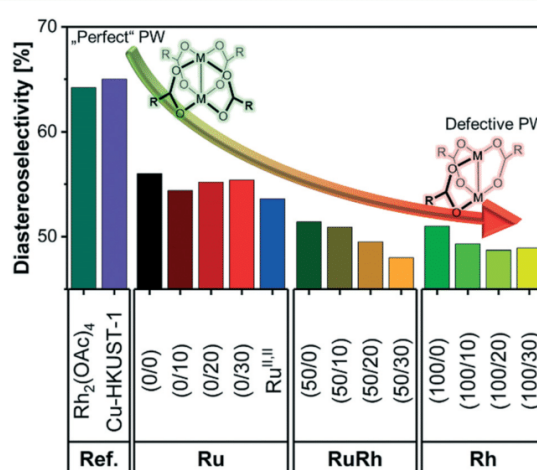 Diastereoselectivity [%]
70
60
50
„Perfect“ PW
R
O
O
R
O
M
O
O
M
O
R
O
O
R
Defective PW
R
O
O
R
O
M
O
M
R
O
Rh2(OAc)4
Cu-HKUST-1
(0/0)
(0/10)
(0/20)
(0/30)
RuII,II
(50/0)
(50/10)
(50/20)
(50/30)
(100/0)
(100/10)
(100/20)
(100/30)
Ref.
Ru
RuRh
Rh